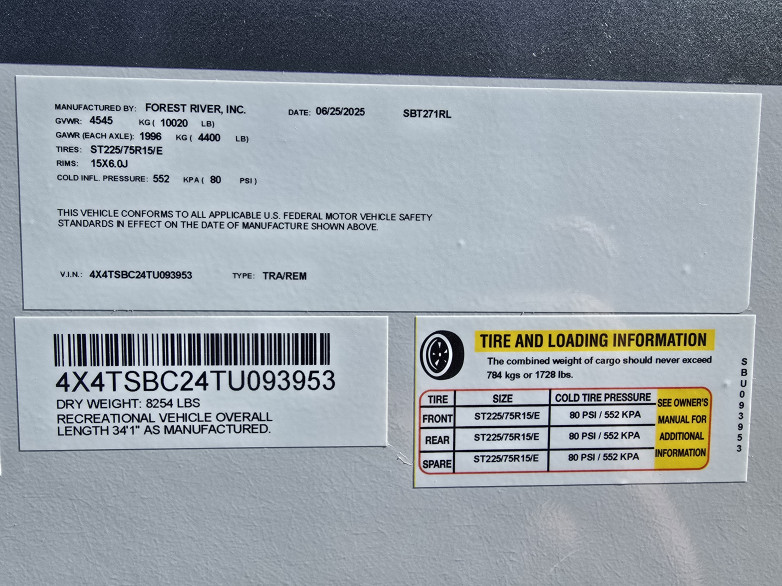 MANUFACTURED BY: FOREST RIVER, INC. DATE: 06/25/2025 SBT271RL
GVWR: 4545 KG ( 10020 LB)
GAWR (EACH AXLE): 1996 KG ( 4400 LB)
TIRES: ST225/75R15/E
RIMS: 15X6.0J
COLD INFL. PRESSURE: 552 KPA ( 80 PSI )
THIS VEHICLE CONFORMS TO ALL APPLICABLE U.S. FEDERAL MOTOR VEHICLE SAFETY
STANDARDS IN EFFECT ON THE DATE OF MANUFACTURE SHOWN ABOVE.
V.I.N.: 4X4TSBC24TU093953 TYPE: TRA/REM
4X4TSBC24TU093953
DRY WEIGHT: 8254 LBS
RECREATIONAL VEHICLE OVERALL
LENGTH 34'1" AS MANUFACTURED.
TIRE AND LOADING INFORMATION
The combined weight of cargo should never exceed
784 kgs or 1728 lbs.
TIRE SIZE COLD TIRE PRESSURE
FRONT ST225/75R15/E 80 PSI / 552 KPA
REAR ST225/75R15/E 80 PSI / 552 KPA
SPARE ST225/75R15/E 80 PSI / 552 KPA
SEE OWNER'S
MANUAL FOR
ADDITIONAL
INFORMATION
SBU093953